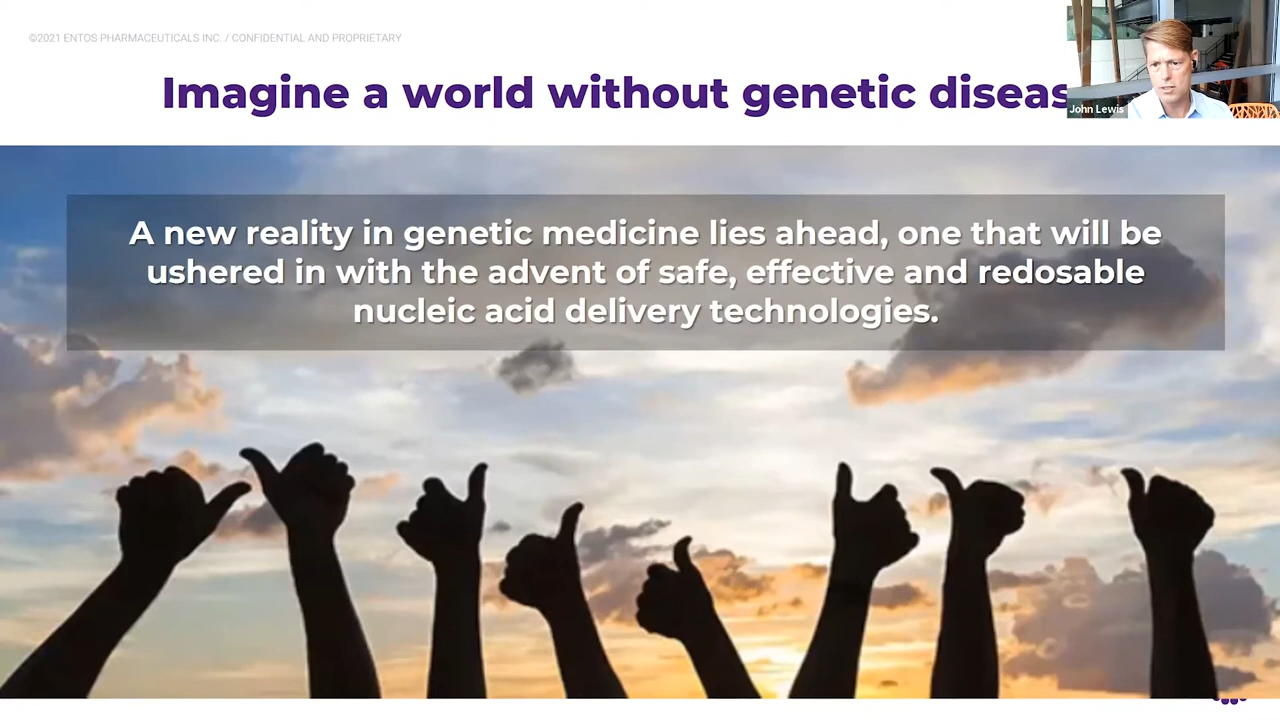 ©2021 ENTOS PHARMACEUTICALS INC. / CONFIDENTIAL AND PROPRIETARY
Imagine a world without genetic diseas
John Lewis
A new reality in genetic medicine lies ahead, one that will be
ushered in with the advent of safe, effective and redosable
nucleic acid delivery technologies.